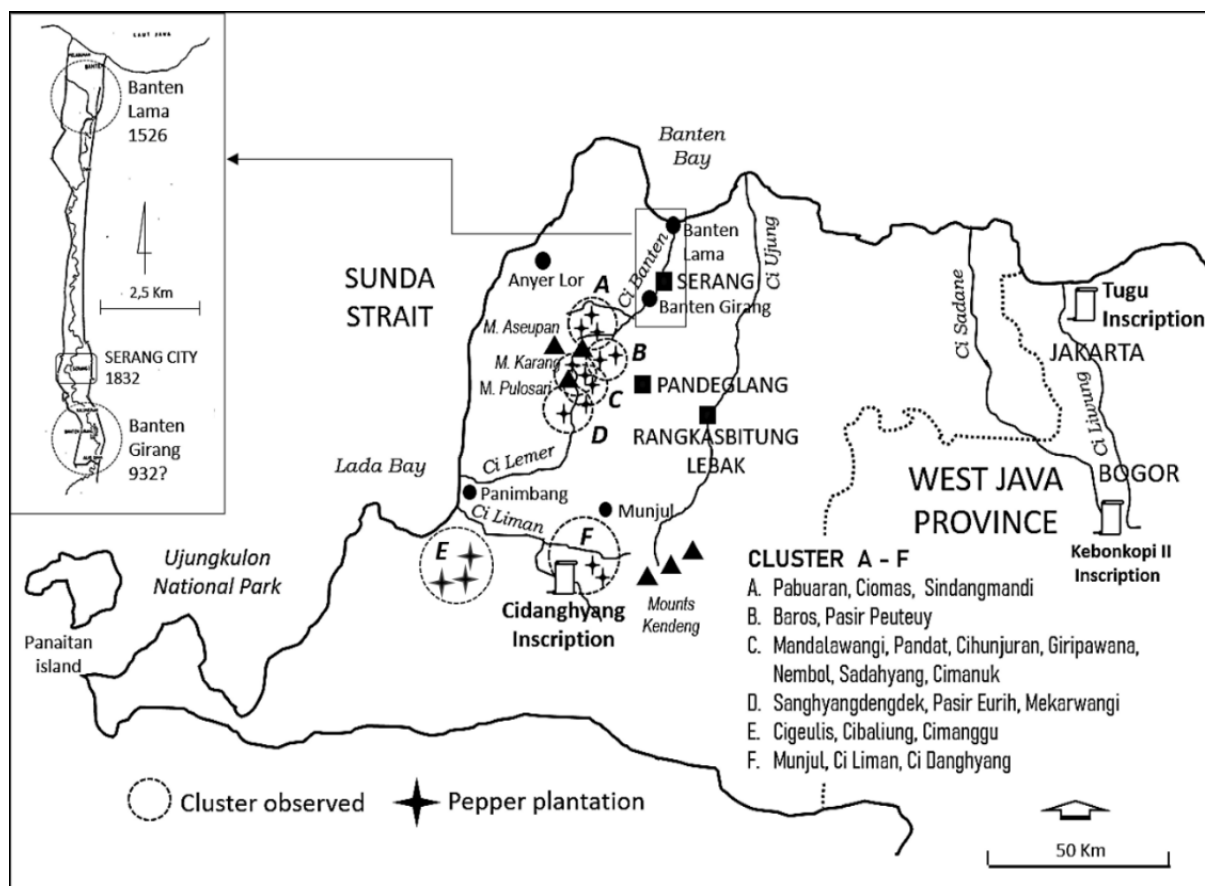 LAUT JAWA
BANTEN
Banten
Lama
1526
2,5 Km
SERANG CITY
1832
Banten
Girang
932?
Banten
Bay
SUNDA
STRAIT
Anyer Lor
Ci Banten
Banten
Lama
SERANG
Banten Girang
Ci Ujung
Ci Sadane
Tugu
Inscription
JAKARTA
Ci Liwung
A
M. Aseupan
B
M. Karang
M. Pulosari
C
PANDEGLANG
D
RANGKASBITUNG
LEBAK
BOGOR
WEST JAVA
PROVINCE
Kebonkopi II
Inscription
Lada Bay
Ci Lemer
Panimbang
Ci Liman
Munjul
E
F
Ujungkulon
National Park
Panaitan
island
Cidanghyang
Inscription
Mounts
Kendeng
CLUSTER A - F
A. Pabuaran, Ciomas, Sindangmandi
B. Baros, Pasir Peuteuy
C. Mandalawangi, Pandat, Cihunjuran, Giripawana,
Nembol, Sadahyang, Cimanuk
D. Sanghyangdengdek, Pasir Eurih, Mekarwangi
E. Cigeulis, Cibaliung, Cimanggu
F. Munjul, Ci Liman, Ci Danghyang
Cluster observed
Pepper plantation
50 Km